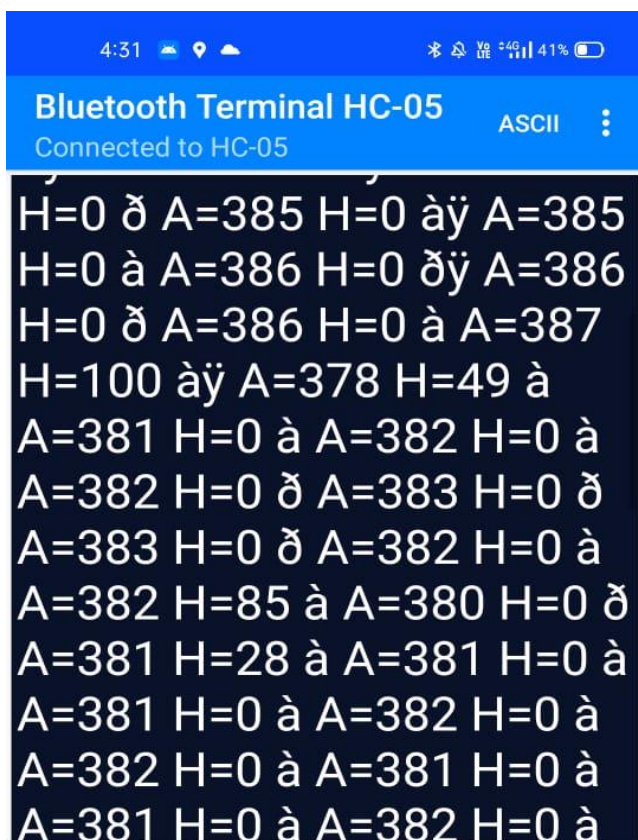 4:31
VoLTE 4G 41%
Bluetooth Terminal HC-05
ASCII
Connected to HC-05
H=0 ð A=385 H=0 àÿ A=385
H=0 à A=386 H=0 ðÿ A=386
H=0 ð A=386 H=0 à A=387
H=100 àÿ A=378 H=49 à
A=381 H=0 à A=382 H=0 à
A=382 H=0 ð A=383 H=0 ð
A=383 H=0 ð A=382 H=0 à
A=382 H=85 à A=380 H=0 ð
A=381 H=28 à A=381 H=0 à
A=381 H=0 à A=382 H=0 à
A=382 H=0 à A=381 H=0 à
A=381 H=0 à A=382 H=0 à